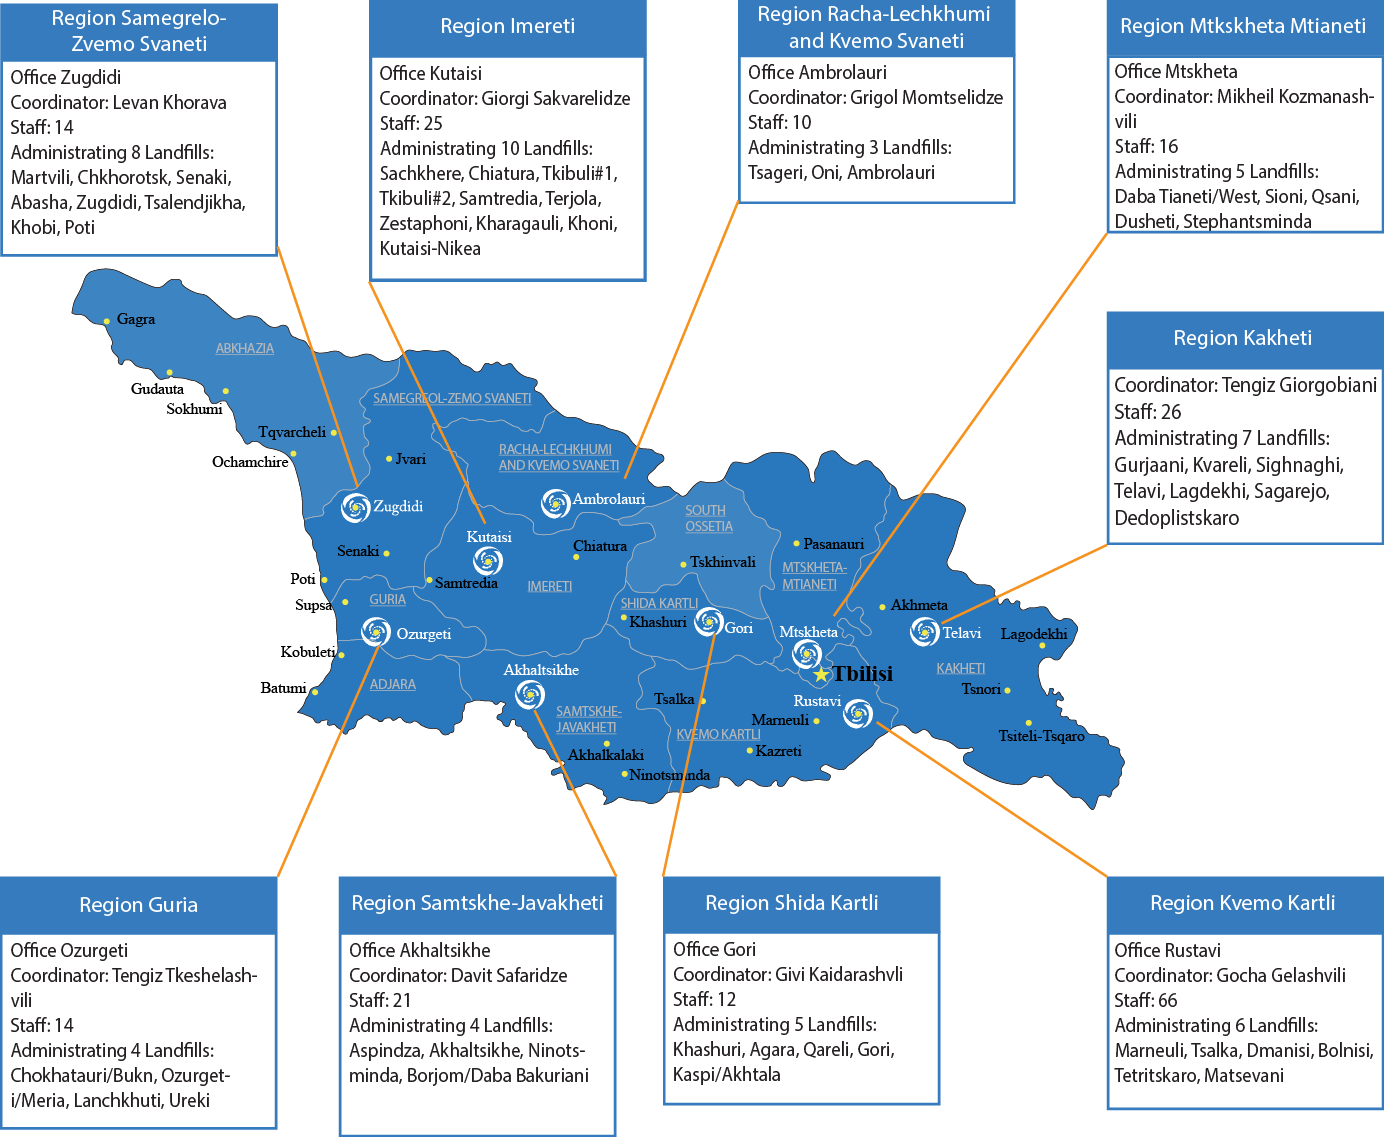 Region Samegrelo-
Zvemo Svaneti
Office Zugdidi
Coordinator: Levan Khorava
Staff: 14
Administrating 8 Landfills:
Martvili, Chkhorotsk, Senaki,
Abasha, Zugdidi, Tsalendjikha,
Khobi, Poti
Region Imereti
Office Kutaisi
Coordinator: Giorgi Sakvarelidze
Staff: 25
Administrating 10 Landfills:
Sachkhere, Chiatura, Tkibuli#1,
Tkibuli#2, Samtredia, Terjola,
Zestaphoni, Kharagauli, Khoni,
Kutaisi-Nikea
Region Racha-Lechkhumi
and Kvemo Svaneti
Office Ambrolauri
Coordinator: Grigol Momtselidze
Staff: 10
Administrating 3 Landfills:
Tsageri, Oni, Ambrolauri
Region Mtkskheta Mtianeti
Office Mtskheta
Coordinator: Mikheil Kozmanash-
vili
Staff: 16
Administrating 5 Landfills:
Daba Tianeti/West, Sioni, Qsani,
Dusheti, Stephantsminda
Region Kakheti
Coordinator: Tengiz Giorgobiani
Staff: 26
Administrating 7 Landfills:
Gurjaani, Kvareli, Sighnaghi,
Telavi, Lagdekhi, Sagarejo,
Dedoplistskaro
Gagra
ABKHAZIA
Gudauta
Sokhumi
SAMEGREOL-ZEMO SVANETI
Tqvarcheli
Ochamchire
Jvari
RACHA-LECHKHUMI
AND KVEMO SVANETI
Zugdidi
Ambrolauri
SOUTH
OSSETIA
Kutaisi
Chiatura
Pasanauri
Senaki
Tskhinvali
MTSKHETA-
MTIANETI
Poti
Samtredia
IMERETI
Supsa
GURIA
SHIDA KARTLI
Akhmeta
Khashuri
Gori
Ozurgeti
Mtskheta
Telavi
Lagodekhi
Kobuleti
Akhaltsikhe
Tbilisi
KAKHETI
Batumi
ADJARA
Tsalka
Rustavi
Tsnori
SAMTSKHE-
JAVAKHETI
Marneuli
KVEMO KARTLI
Tsiteli-Tsqaro
Akhalkalaki
Kazreti
Ninotsminda
Region Guria
Office Ozurgeti
Coordinator: Tengiz Tkeshelash-
vili
Staff: 14
Administrating 4 Landfills:
Chokhatauri/Bukn, Ozurget-
i/Meria, Lanchkhuti, Ureki
Region Samtskhe-Javakheti
Office Akhaltsikhe
Coordinator: Davit Safaridze
Staff: 21
Administrating 4 Landfills:
Aspindza, Akhaltsikhe, Ninots-
minda, Borjom/Daba Bakuriani
Region Shida Kartli
Office Gori
Coordinator: Givi Kaidarashvli
Staff: 12
Administrating 5 Landfills:
Khashuri, Agara, Qareli, Gori,
Kaspi/Akhtala
Region Kvemo Kartli
Office Rustavi
Coordinator: Gocha Gelashvili
Staff: 66
Administrating 6 Landfills:
Marneuli, Tsalka, Dmanisi, Bolnisi,
Tetritskaro, Matsevani